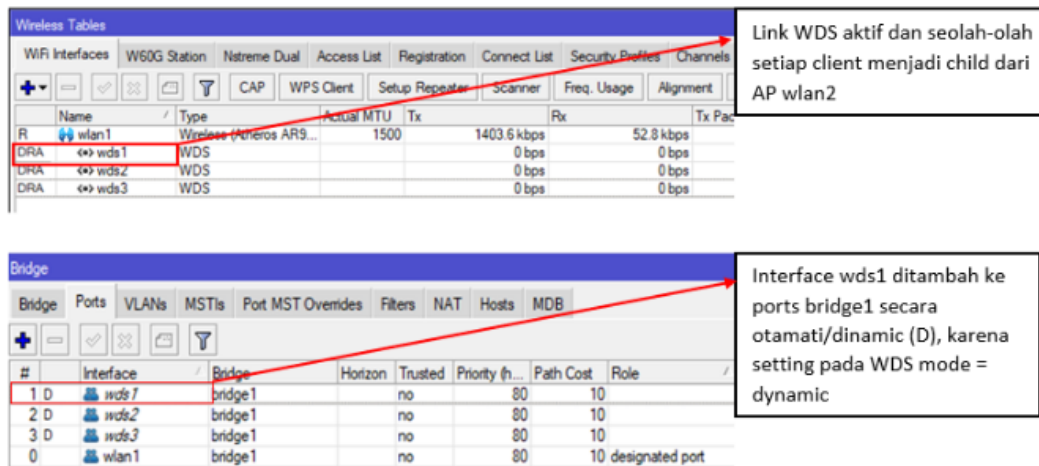 Wireless Tables
WiFi Interfaces W60G Station Nstreme Dual Access List Registration Connect List Security Profiles Channels
CAP WPS Client Setup Repeater Scanner Freq. Usage Alignment
Name / Type Actual MTU Tx Rx Tx Pac
R wlan1 Wireless (Atheros AR9... 1500 1403.6 kbps 52.8 kbps
DRA wds1 WDS 0 bps 0 bps
DRA wds2 WDS 0 bps 0 bps
DRA wds3 WDS 0 bps 0 bps
Link WDS aktif dan seolah-olah
setiap client menjadi child dari
AP wlan2
Bridge
Bridge Ports VLANs MSTIs Port MST Overrides Filters NAT Hosts MDB
# Interface / Bridge Horizon Trusted Priority (h... Path Cost Role /
1 D wds1 bridge1 no 80 10
2 D wds2 bridge1 no 80 10
3 D wds3 bridge1 no 80 10
0 wlan1 bridge1 no 80 10 designated port
Interface wds1 ditambah ke
ports bridge1 secara
otamati/dinamic (D), karena
setting pada WDS mode =
dynamic